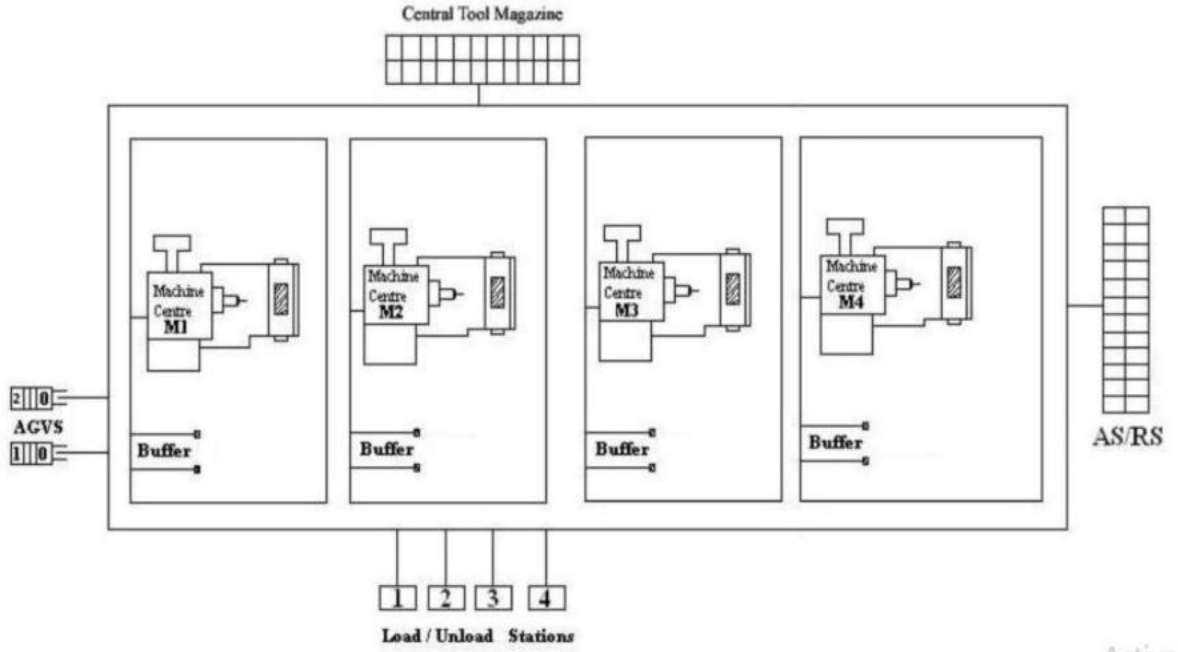 Central Tool Magazine
Machine
Centre
M1
Machine
Centre
M2
Machine
Centre
M3
Machine
Centre
M4
2 0
AGVS
1 0
Buffer
Buffer
Buffer
Buffer
AS/RS
1 2 3 4
Load / Unload Stations